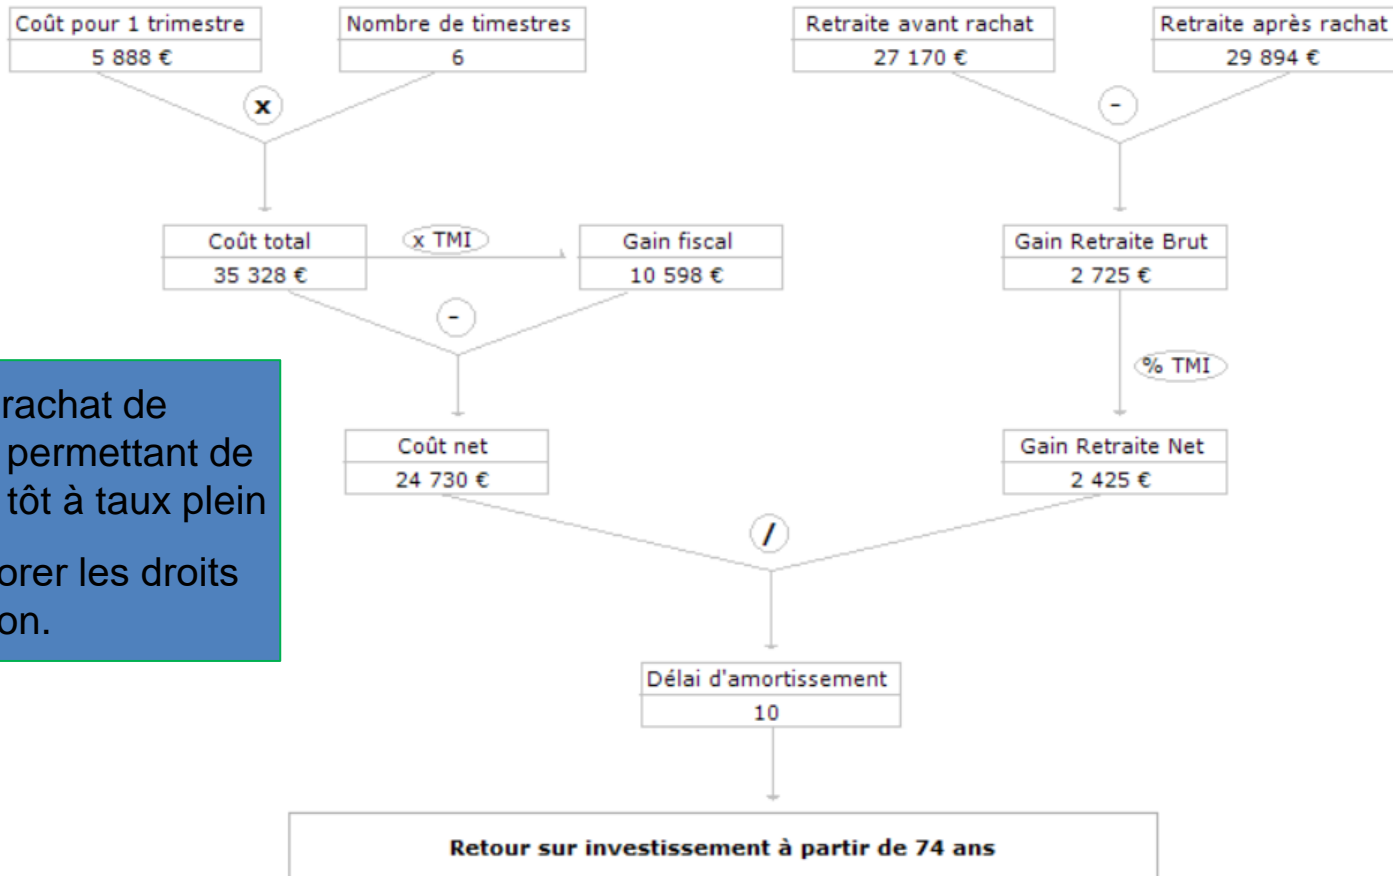 Coût pour 1 trimestre
5 888 €
Nombre de timestres
6
Retraite avant rachat
27 170 €
Retraite après rachat
29 894 €
x
-
Coût total
35 328 €
x TMI
Gain fiscal
10 598 €
Gain Retraite Brut
2 725 €
-
% TMI
rachat de
permettant de
tôt à taux plein
orer les droits
on.
Coût net
24 730 €
Gain Retraite Net
2 425 €
/
Délai d'amortissement
10
Retour sur investissement à partir de 74 ans